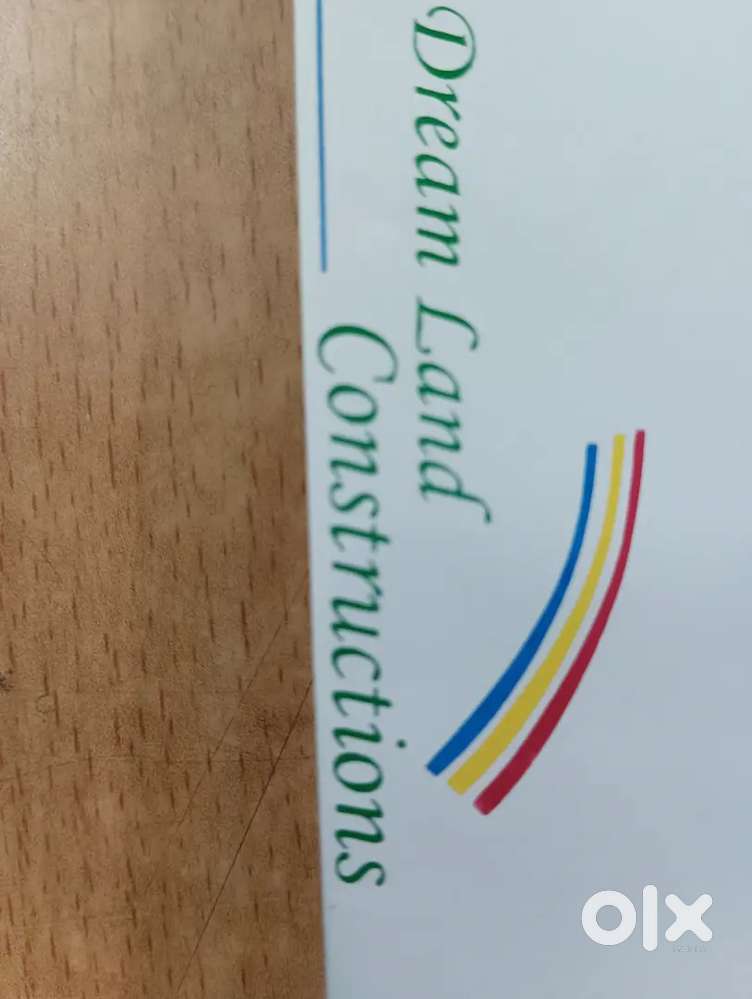 Dream Land
Constructions
olx